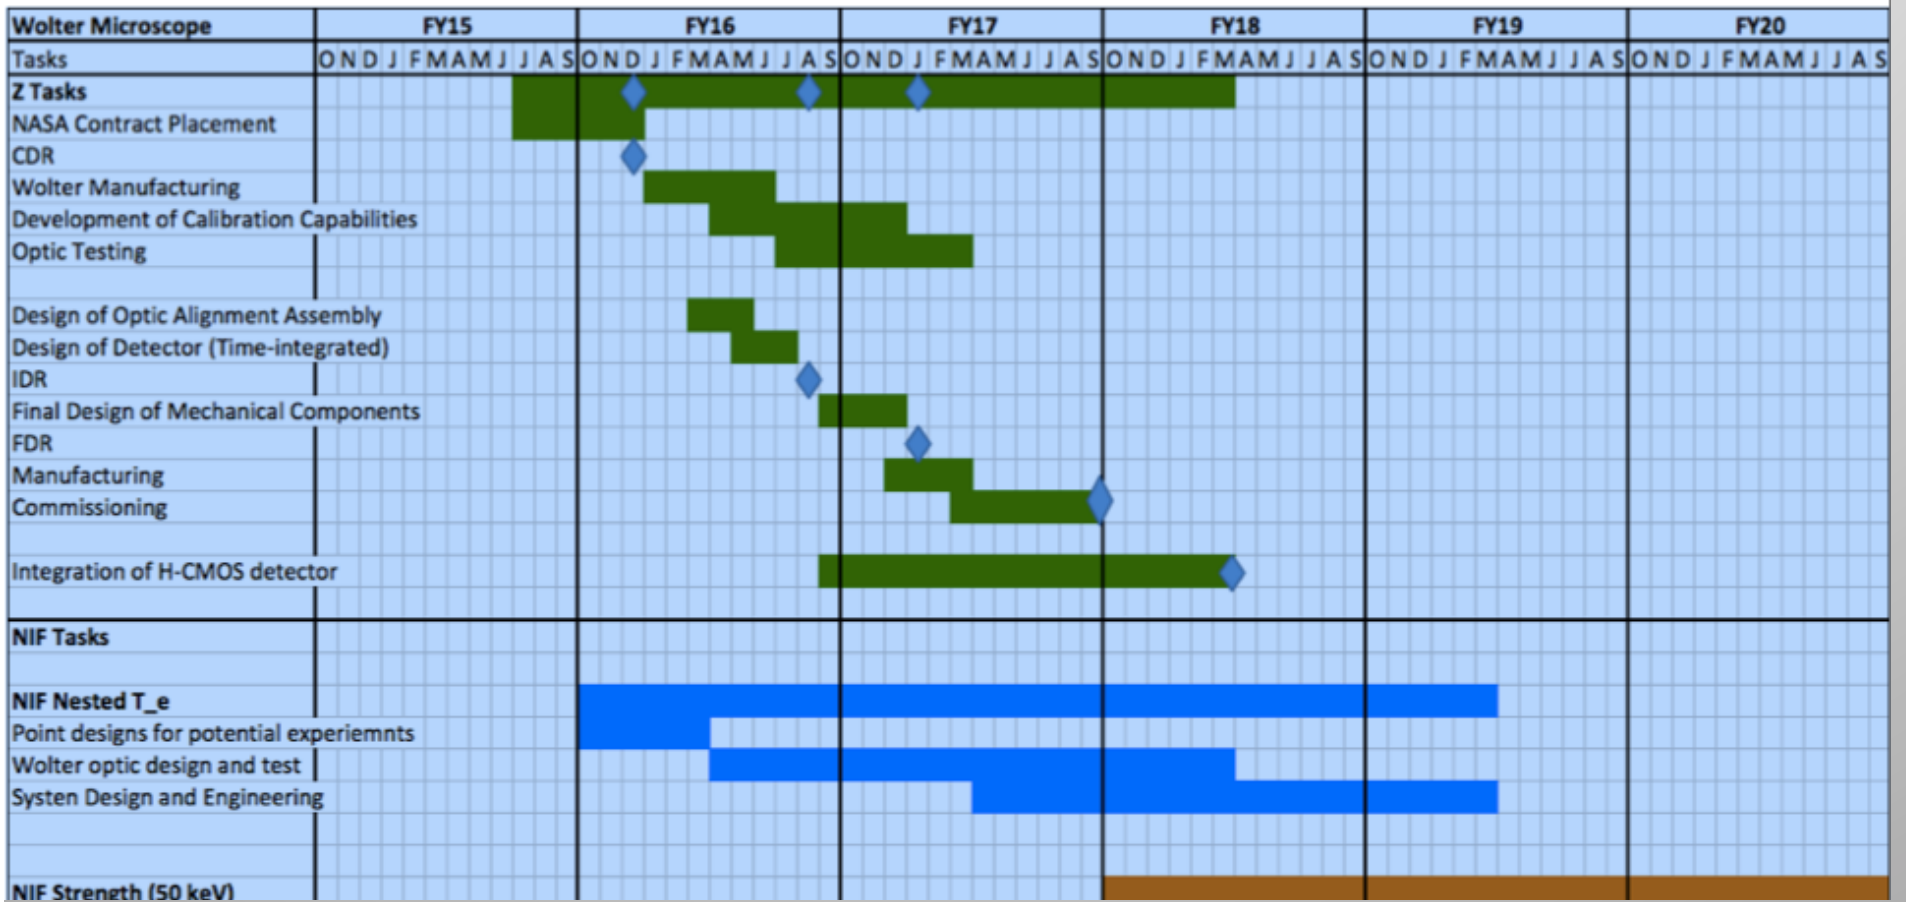 Wolter Microscope FY15 FY16 FY17 FY18 FY19 FY20
Tasks O N D J F M A M J J A S O N D J F M A M J J A S O N D J F M A M J J A S O N D J F M A M J J A S O N D J F M A M J J A S O N D J F M A M J J A S
Z Tasks
NASA Contract Placement
CDR
Wolter Manufacturing
Development of Calibration Capabilities
Optic Testing
Design of Optic Alignment Assembly
Design of Detector (Time-integrated)
IDR
Final Design of Mechanical Components
FDR
Manufacturing
Commissioning
Integration of H-CMOS detector
NIF Tasks
NIF Nested T_e
Point designs for potential experiemnts
Wolter optic design and test
Systen Design and Engineering
NIF Strength (50 keV)